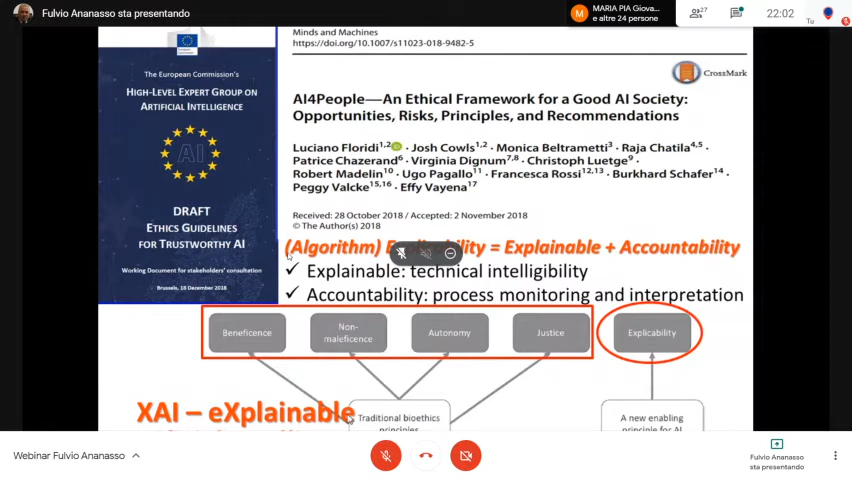 Fulvio Ananasso sta presentando
MARIA PIA Giova...
e altre 24 persone
27
22:02
Tu
The European Commission's
HIGH-LEVEL EXPERT GROUP ON
ARTIFICIAL INTELLIGENCE
AI
DRAFT
ETHICS GUIDELINES
FOR TRUSTWORTHY AI
Working Document for stakeholders' consultation
Brussels, 18 December 2018
Minds and Machines
https://doi.org/10.1007/s11023-018-9482-5
CrossMark
AI4People—An Ethical Framework for a Good AI Society:
Opportunities, Risks, Principles, and Recommendations
Luciano Floridi1,2 · Josh Cowls1,2 · Monica Beltrametti3 · Raja Chatila4,5 ·
Patrice Chazerand6 · Virginia Dignum7,8 · Christoph Luetge9 ·
Robert Madelin10 · Ugo Pagallo11 · Francesca Rossi12,13 · Burkhard Schafer14 ·
Peggy Valcke15,16 · Effy Vayena17
Received: 28 October 2018 / Accepted: 2 November 2018
© The Author(s) 2018
(Algorithm) = Explainable + Accountability
✓ Explainable: technical intelligibility
✓ Accountability: process monitoring and interpretation
Beneficence
Non-
maleficence
Autonomy
Justice
Explicability
XAI – eXplainable
Traditional bioethics
principles
A new enabling
principle for AI
Webinar Fulvio Ananasso
Fulvio Ananasso
sta presentando